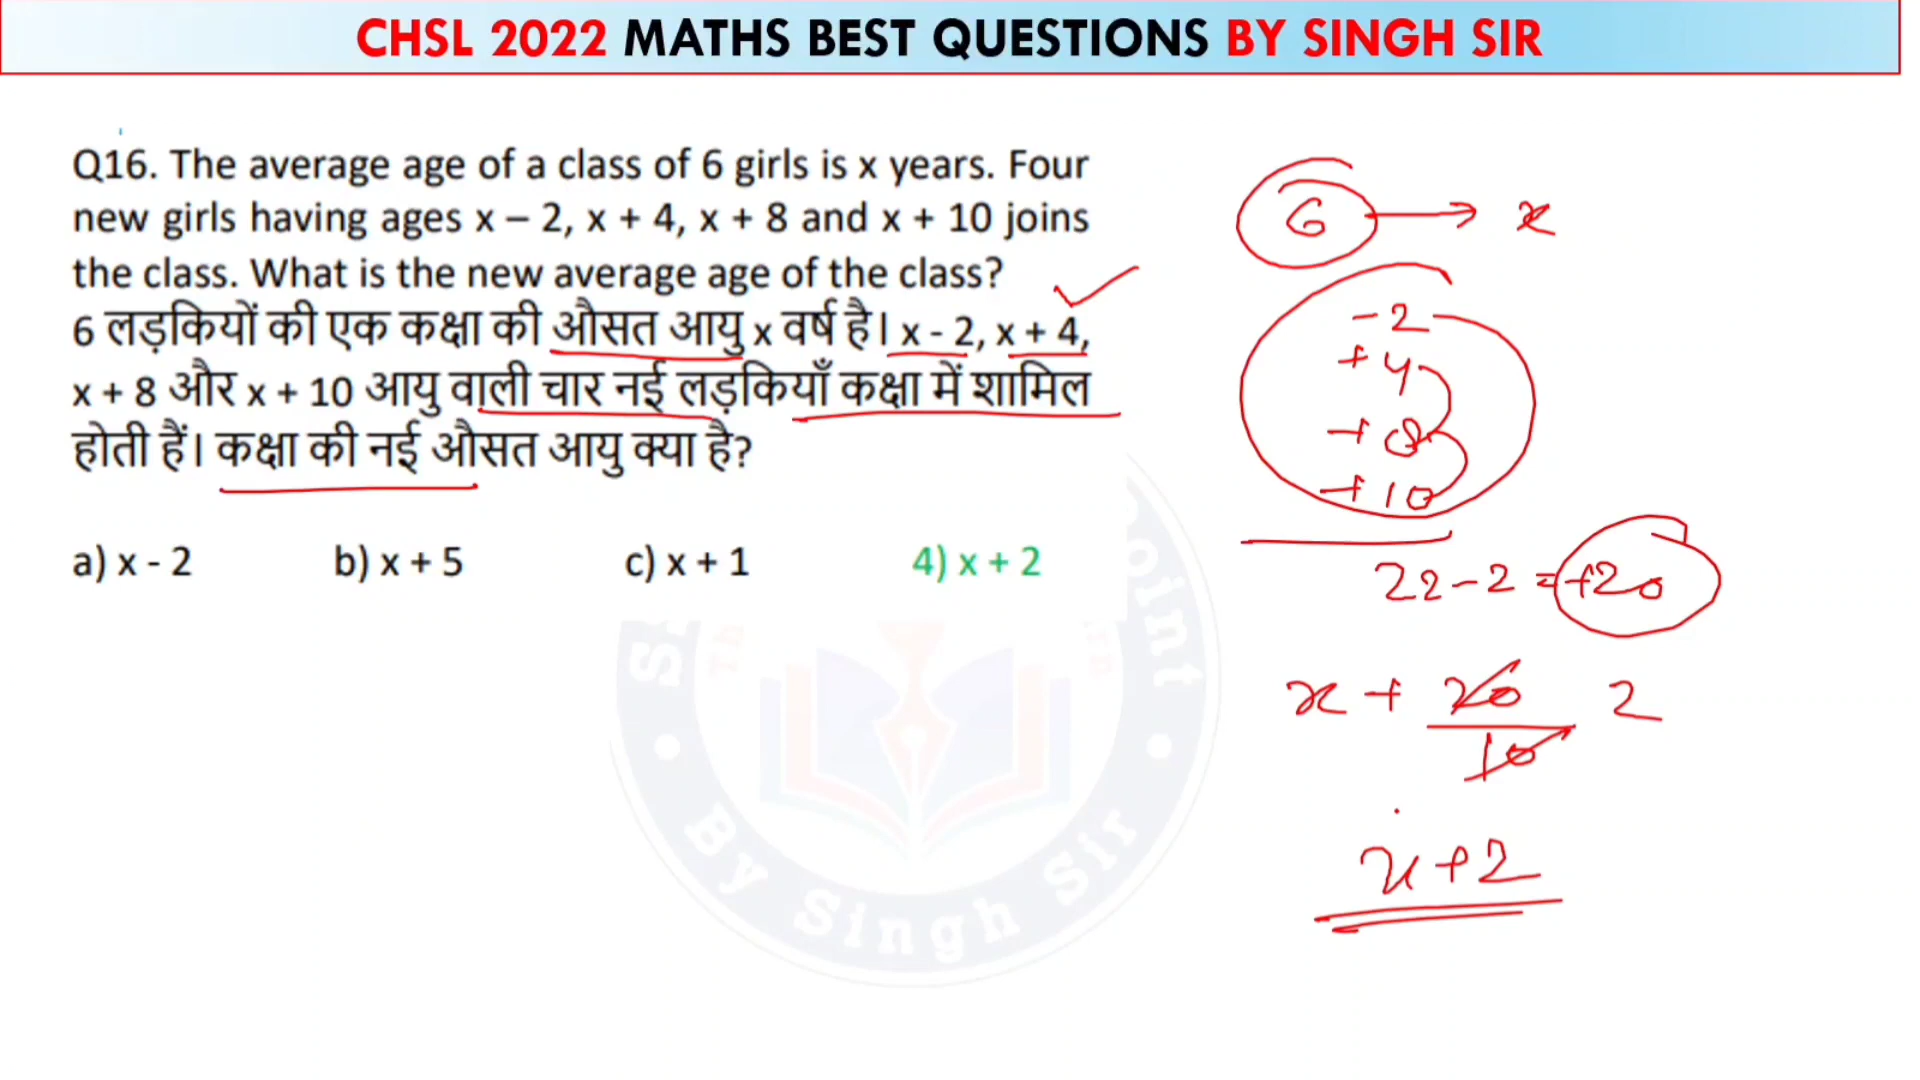 CHSL 2022 MATHS BEST QUESTIONS BY SINGH SIR
Q16. The average age of a class of 6 girls is x years. Four
new girls having ages x – 2, x + 4, x + 8 and x + 10 joins
the class. What is the new average age of the class?
6 लड़कियों की एक कक्षा की औसत आयु x वर्ष है। x - 2, x + 4,
x + 8 और x + 10 आयु वाली चार नई लड़कियाँ कक्षा में शामिल
होती हैं। कक्षा की नई औसत आयु क्या है?
a) x - 2 b) x + 5 c) x + 1 4) x + 2
6 → x
-2
+4
+8
+10
22-2 = +20
x + 20 2
10
x+2
By Singh Sir